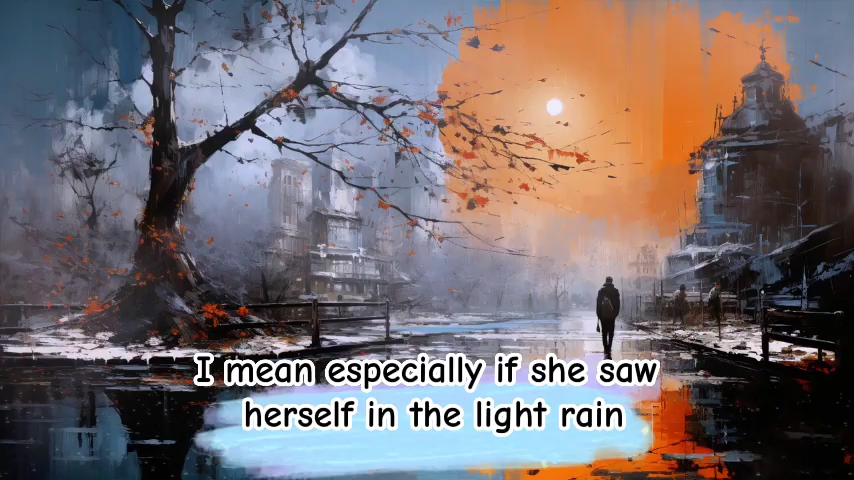 I mean especially if she saw
herself in the light rain